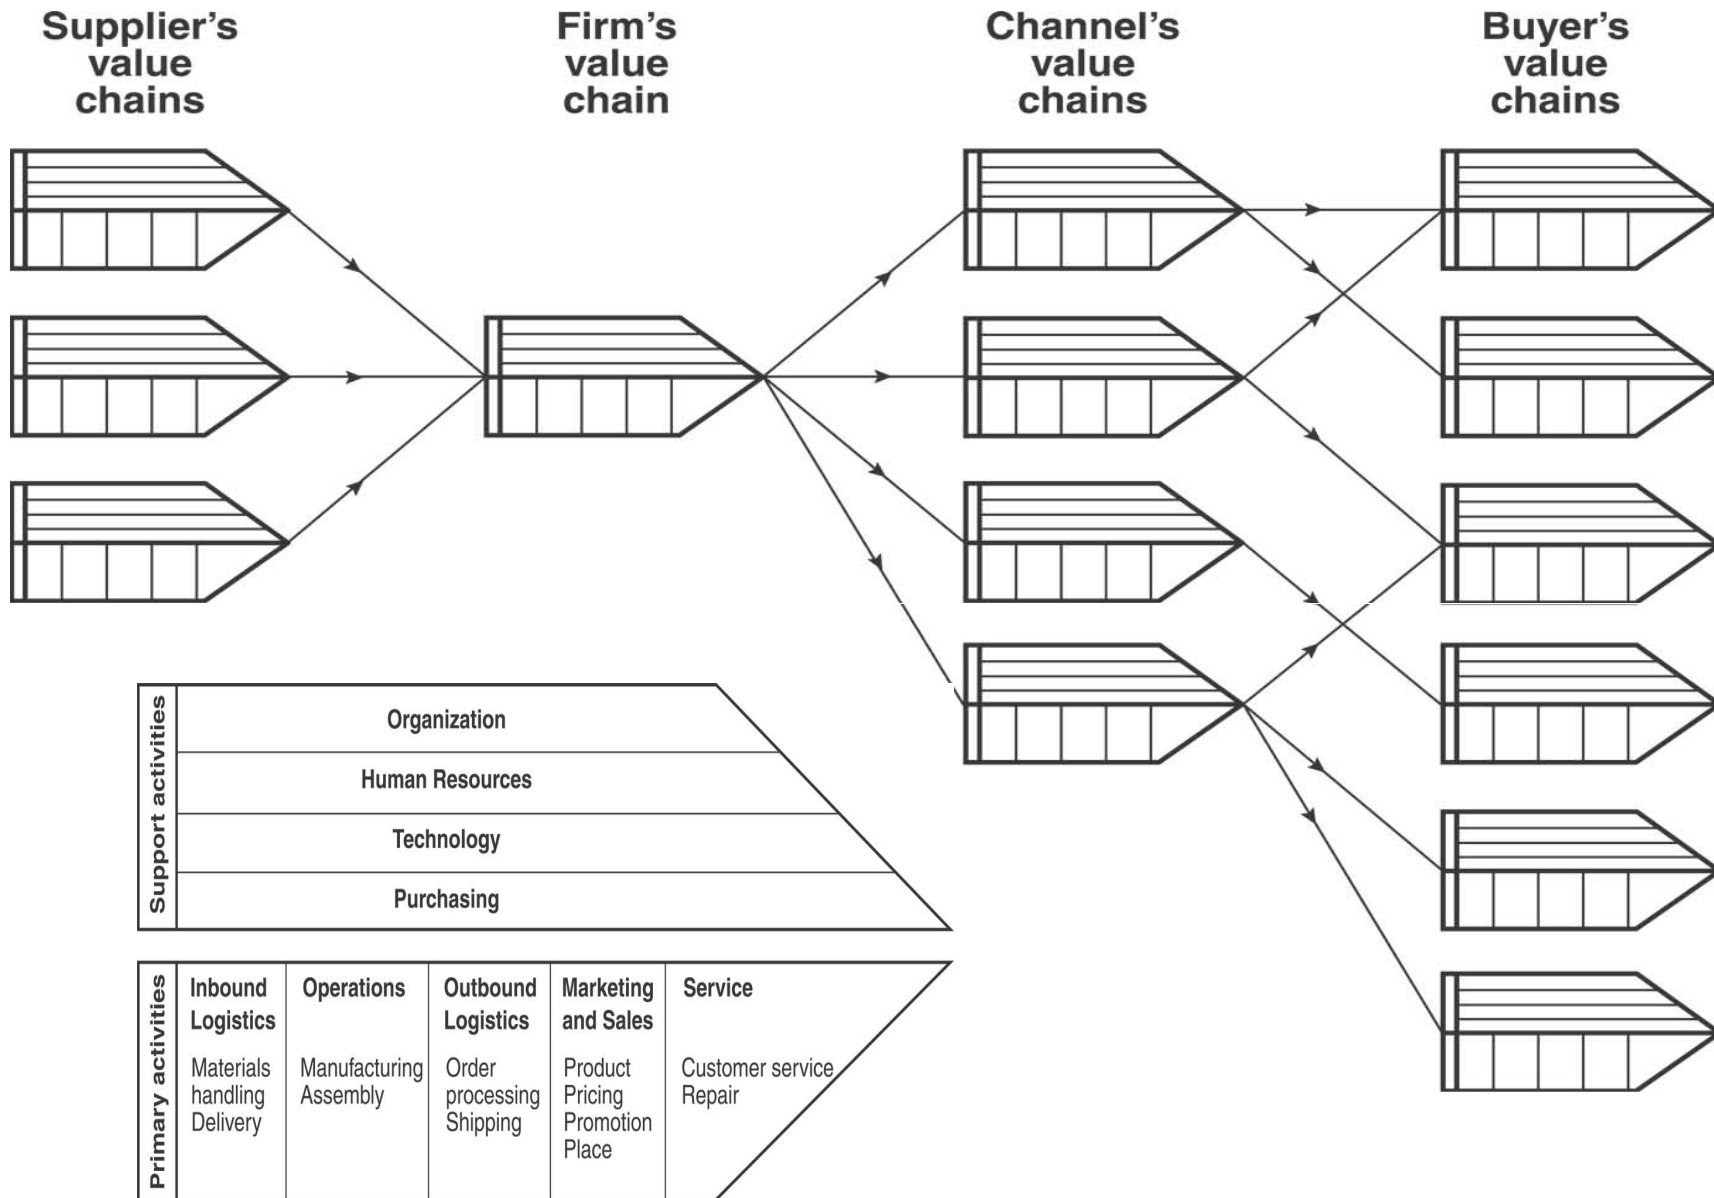 Supplier's
value
chains
Firm's
value
chain
Channel's
value
chains
Buyer's
value
chains
Support activities
Organization
Human Resources
Technology
Purchasing
Primary activities
Inbound
Logistics
Materials
handling
Delivery
Operations
Manufacturing
Assembly
Outbound
Logistics
Order
processing
Shipping
Marketing
and Sales
Product
Pricing
Promotion
Place
Service
Customer service
Repair